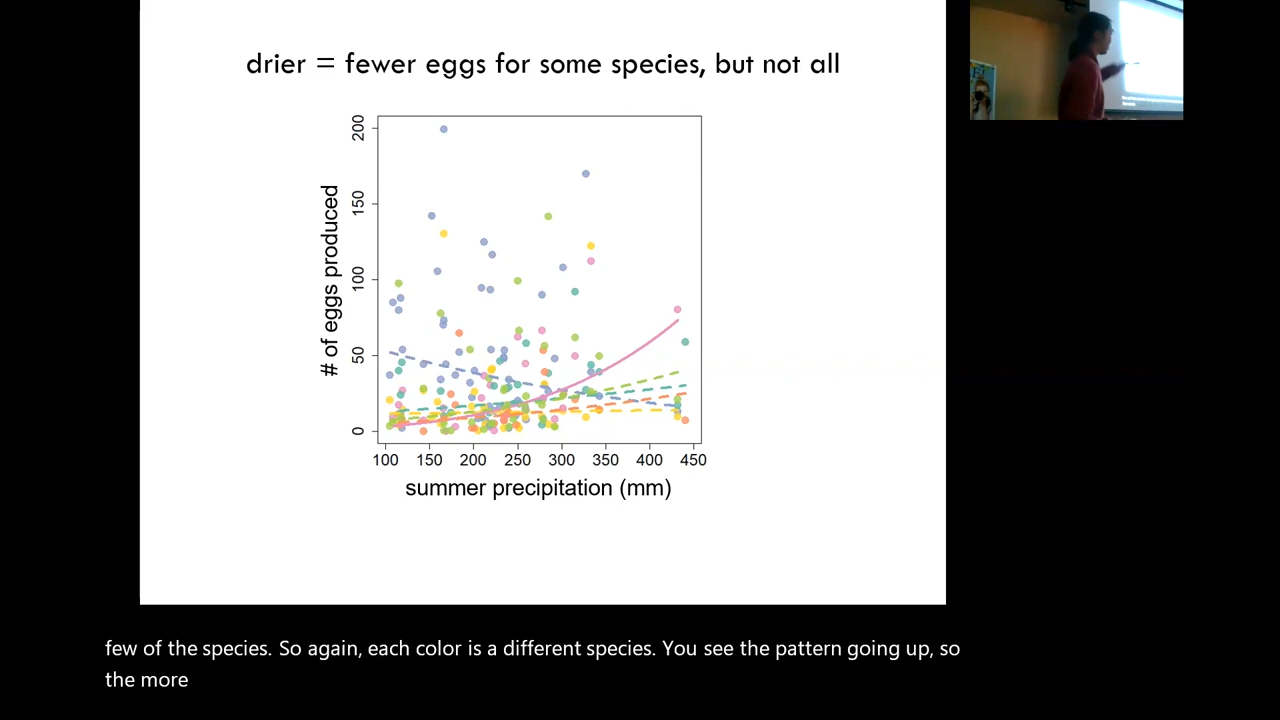 drier = fewer eggs for some species, but not all
# of eggs produced
200
150
100
50
0
100 150 200 250 300 350 400 450
summer precipitation (mm)
few of the species. So again, each color is a different species. You see the pattern going up, so
the more